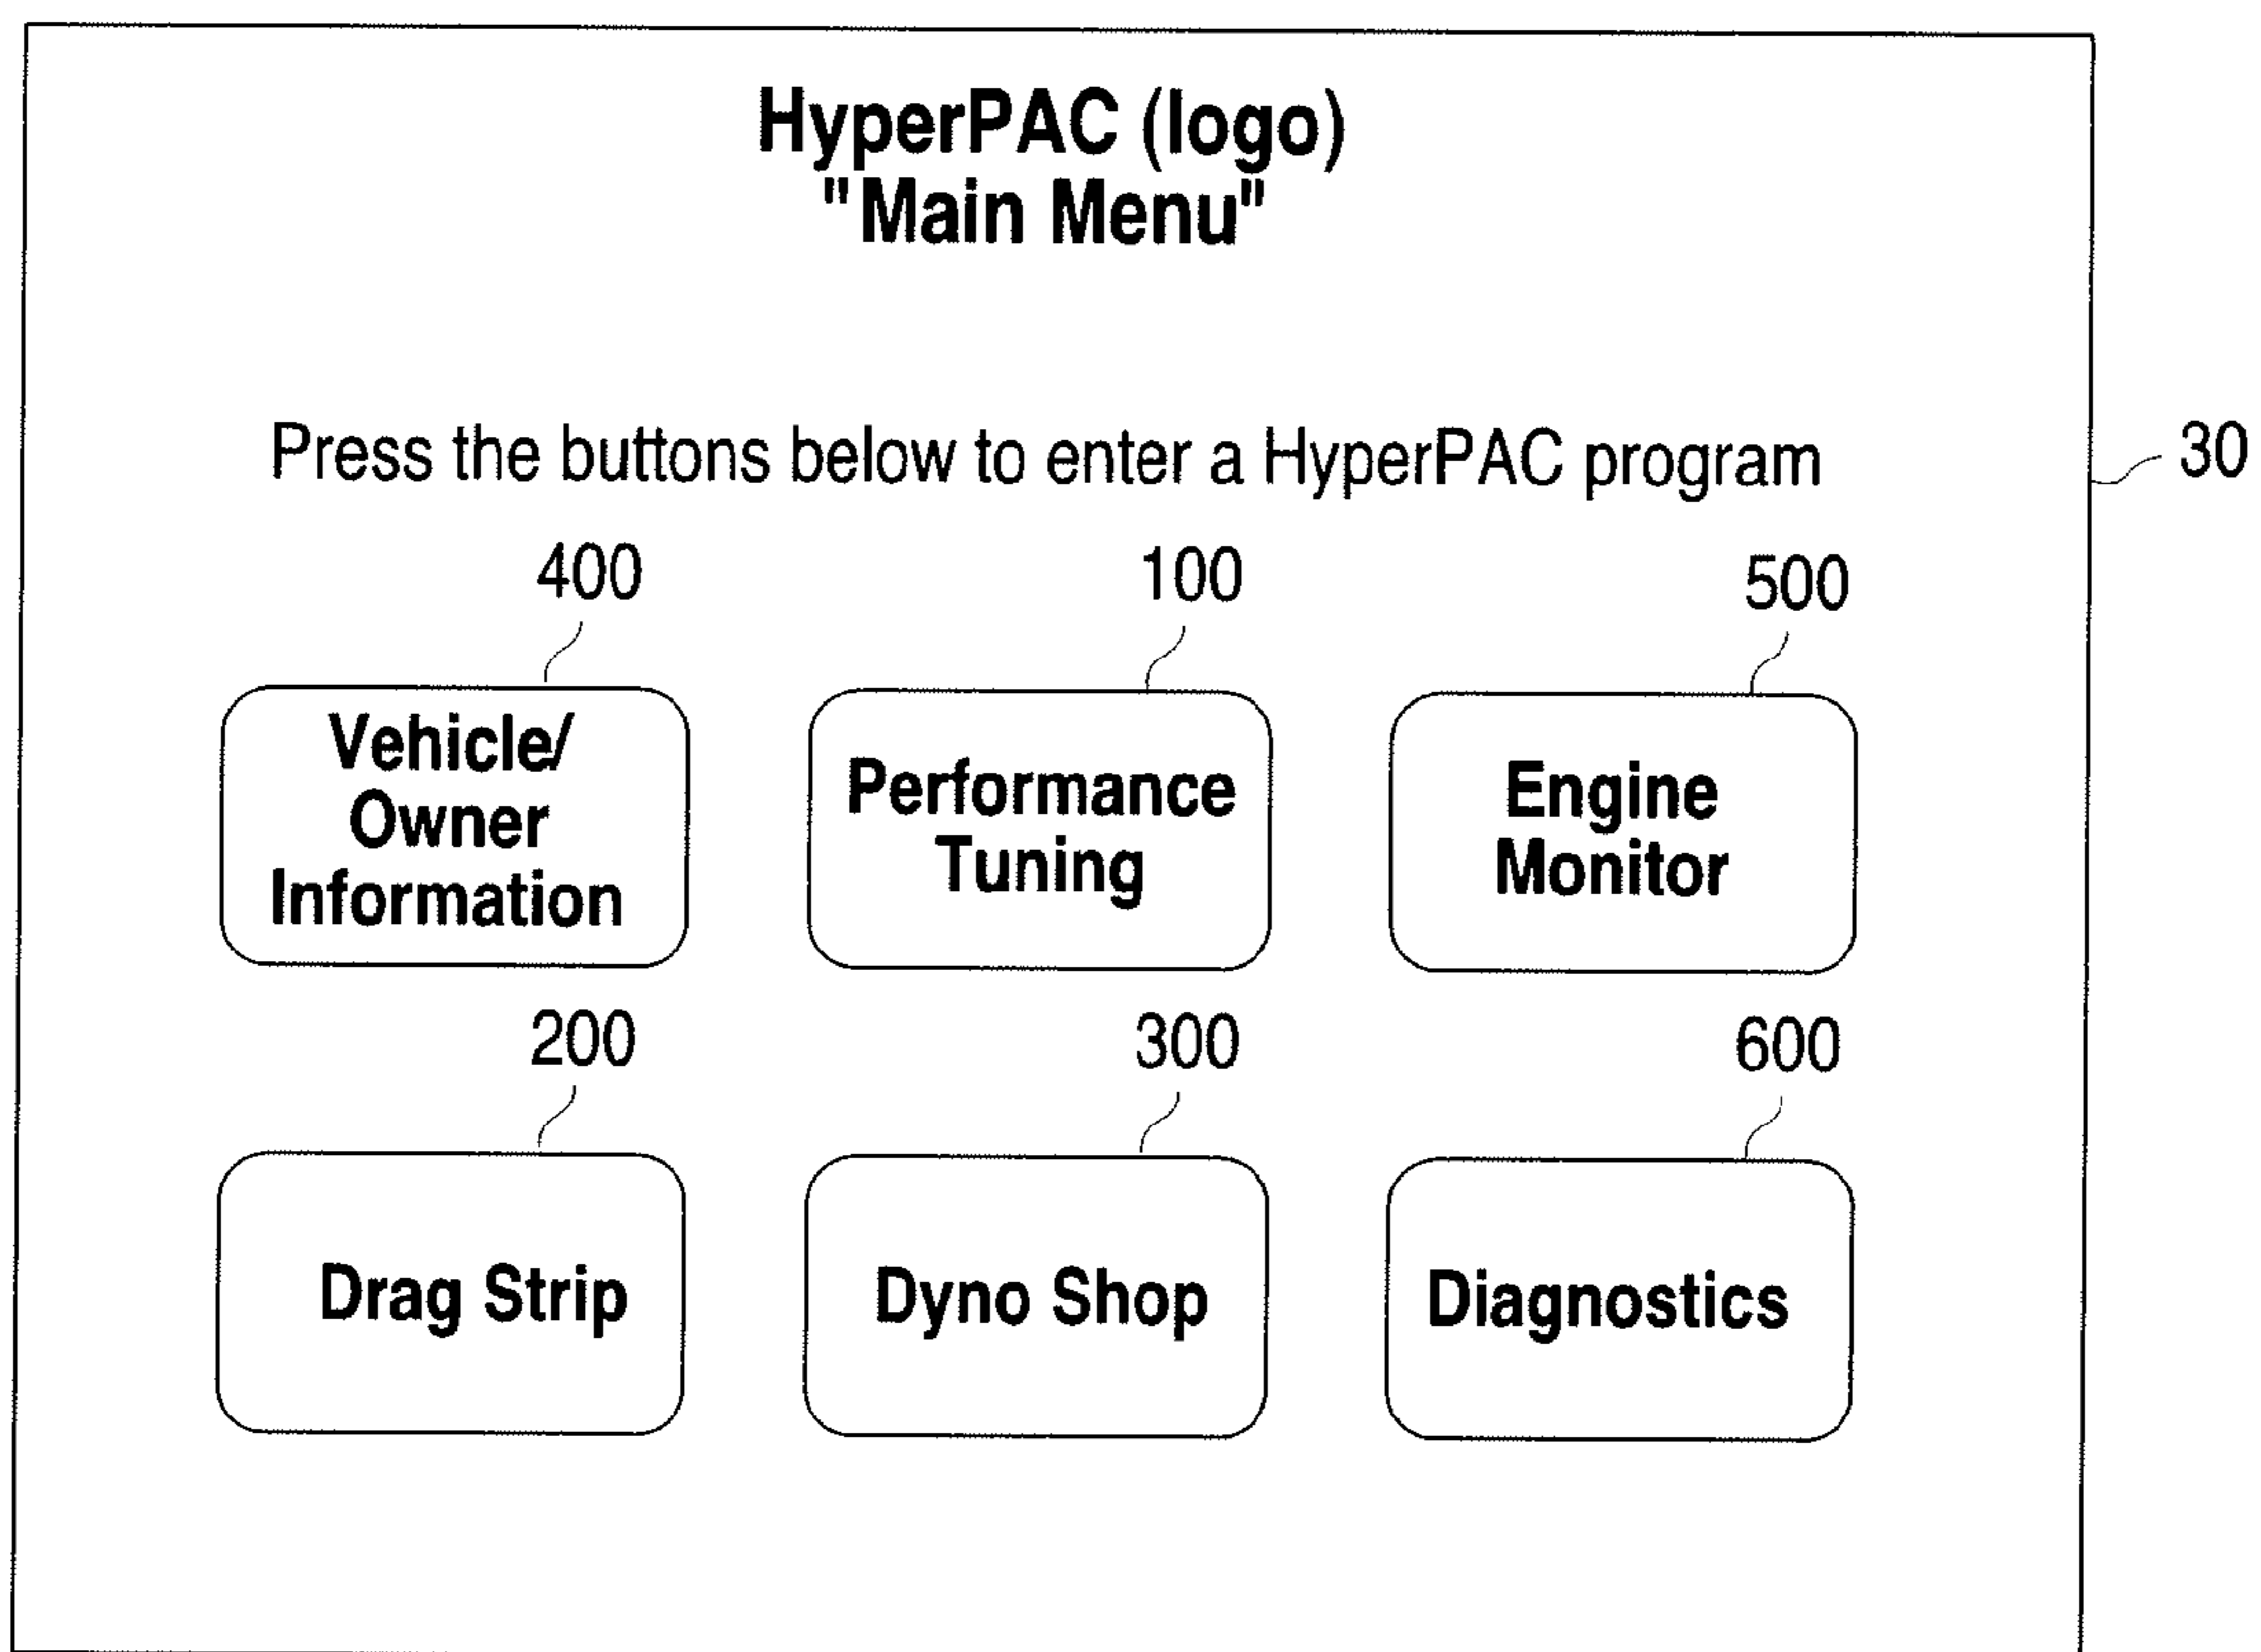 HyperPAC (logo)
"Main Menu"
Press the buttons below to enter a HyperPAC program
30
400
100
500
Vehicle/
Owner
Information
Performance
Tuning
Engine
Monitor
200
300
600
Drag Strip
Dyno Shop
Diagnostics